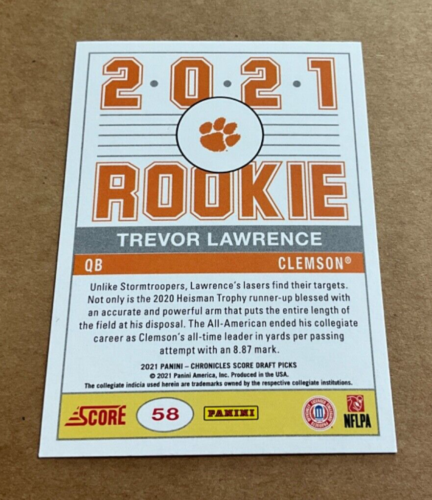 2·0·2·1
ROOKIE
TREVOR LAWRENCE
QB CLEMSON®
Unlike Stormtroopers, Lawrence's lasers find their targets.
Not only is the 2020 Heisman Trophy runner-up blessed with
an accurate and powerful arm that puts the entire length of
the field at his disposal. The All-American ended his collegiate
career as Clemson's all-time leader in yards per passing
attempt with an 8.87 mark.
2021 PANINI – CHRONICLES SCORE DRAFT PICKS
© 2021 Panini America, Inc. Produced in the USA.
The collegiate indicia used herein are trademarks owned by the respective collegiate institutions.
SCORE 58 PANINI NFLPA